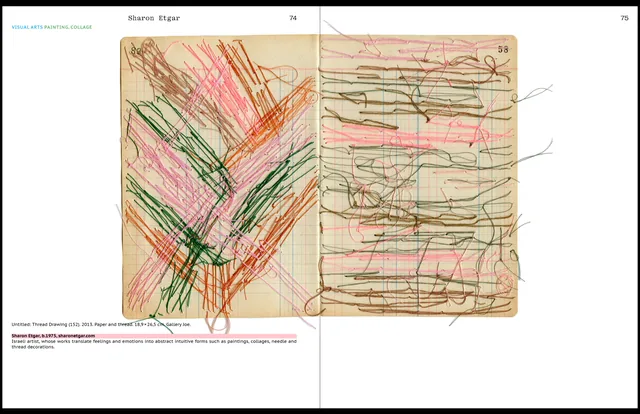 Sharon Etgar
74
75
VISUAL ARTS PAINTING COLLAGE
53
Untitled: Thread Drawing (152). 2015. Paper and thread. 18,9 × 26,5 cm. Gallery Joe.
Sharon Etgar, b.1975, sharonetgar.com
Israeli artist, whose works translate feelings and emotions into abstract intuitive forms such as paintings, collages, needle and
thread decorations.